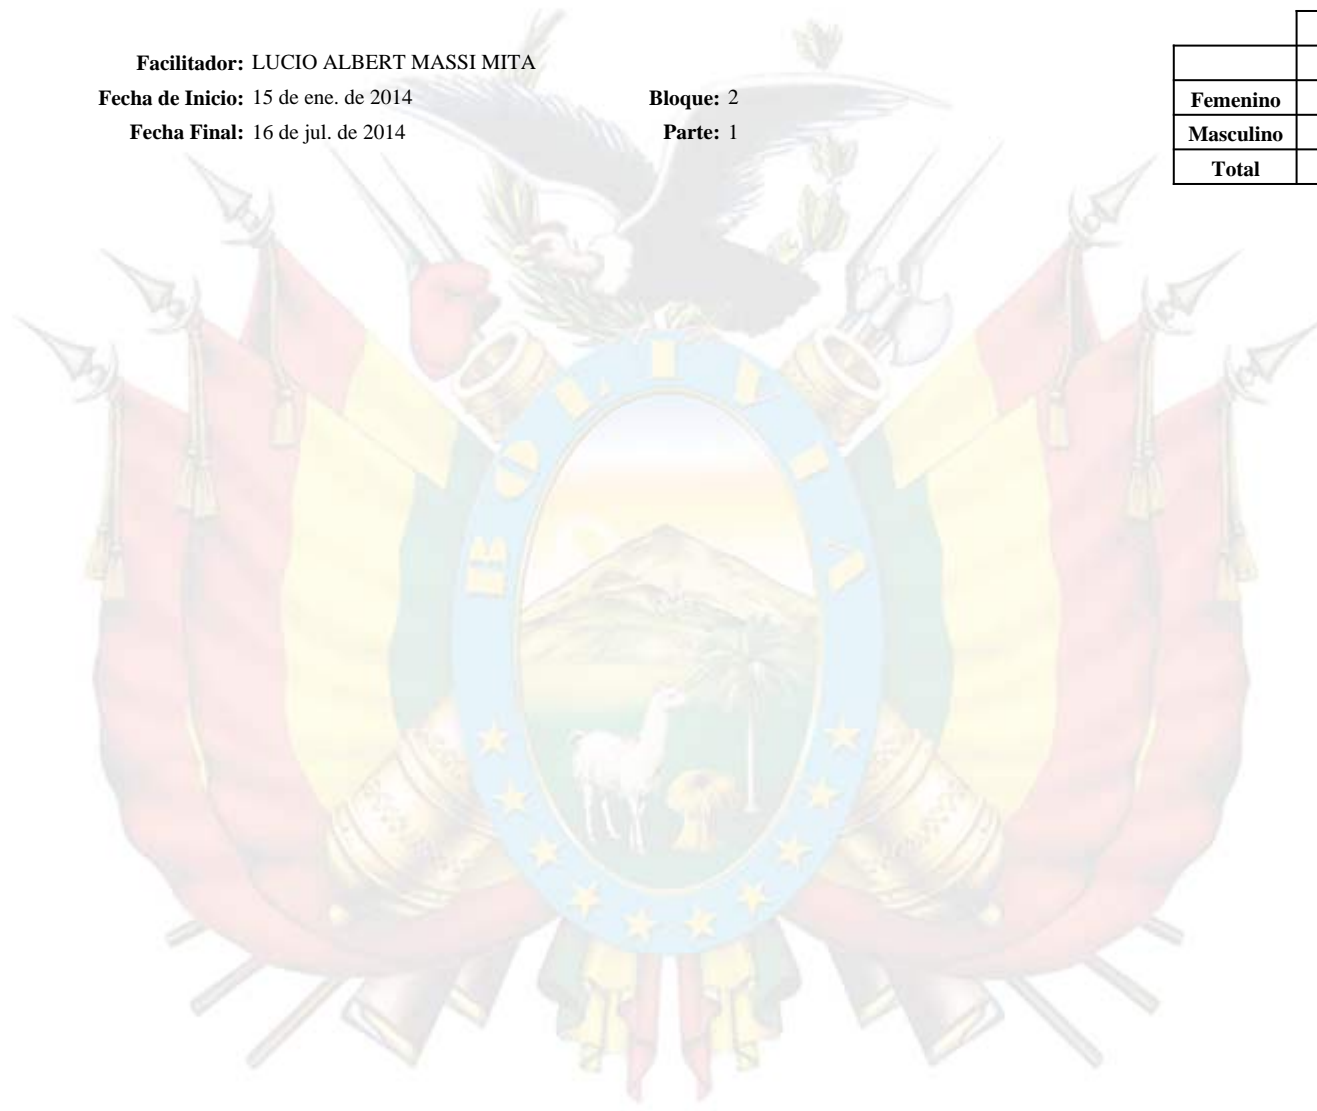 Facilitador: LUCIO ALBERT MASSI MITA
Fecha de Inicio: 15 de ene. de 2014 Bloque: 2
Fecha Final: 16 de jul. de 2014 Parte: 1
Femenino
Masculino
Total
BOLIVIA